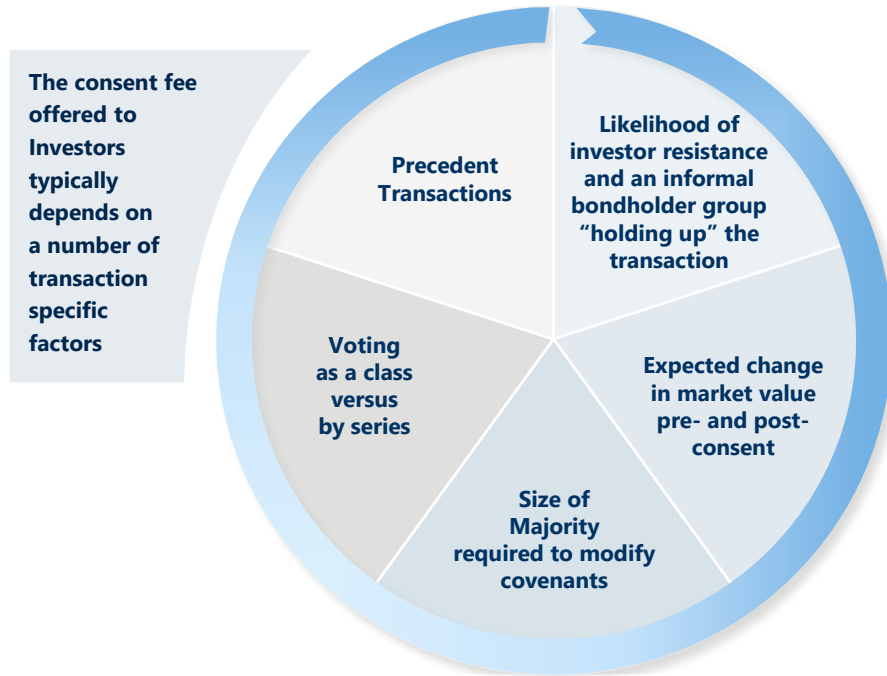 The consent fee
offered to
Investors
typically
depends on
a number of
transaction
specific
factors
Precedent
Transactions
Likelihood of
investor resistance
and an informal
bondholder group
“holding up” the
transaction
Expected change
in market value
pre- and post-
consent
Size of
Majority
required to modify
covenants
Voting
as a class
versus
by series